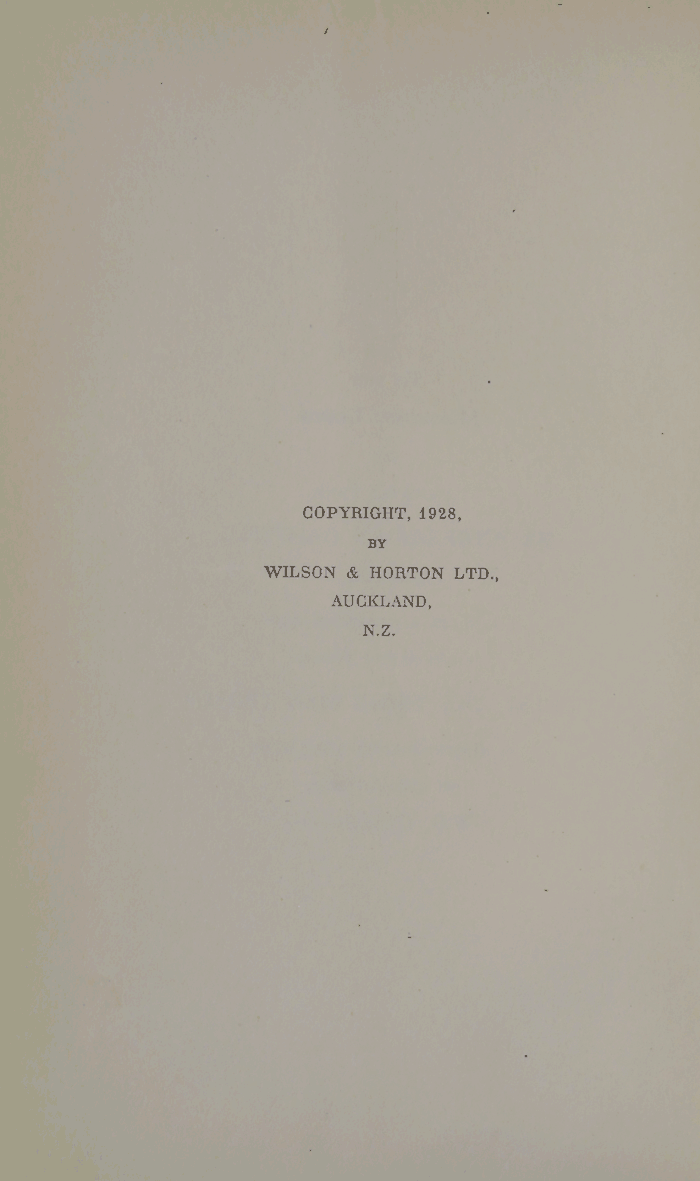 COPYRIGHT, 1928,
BY
WILSON & HORTON LTD.,
AUCKLAND,
N.Z.